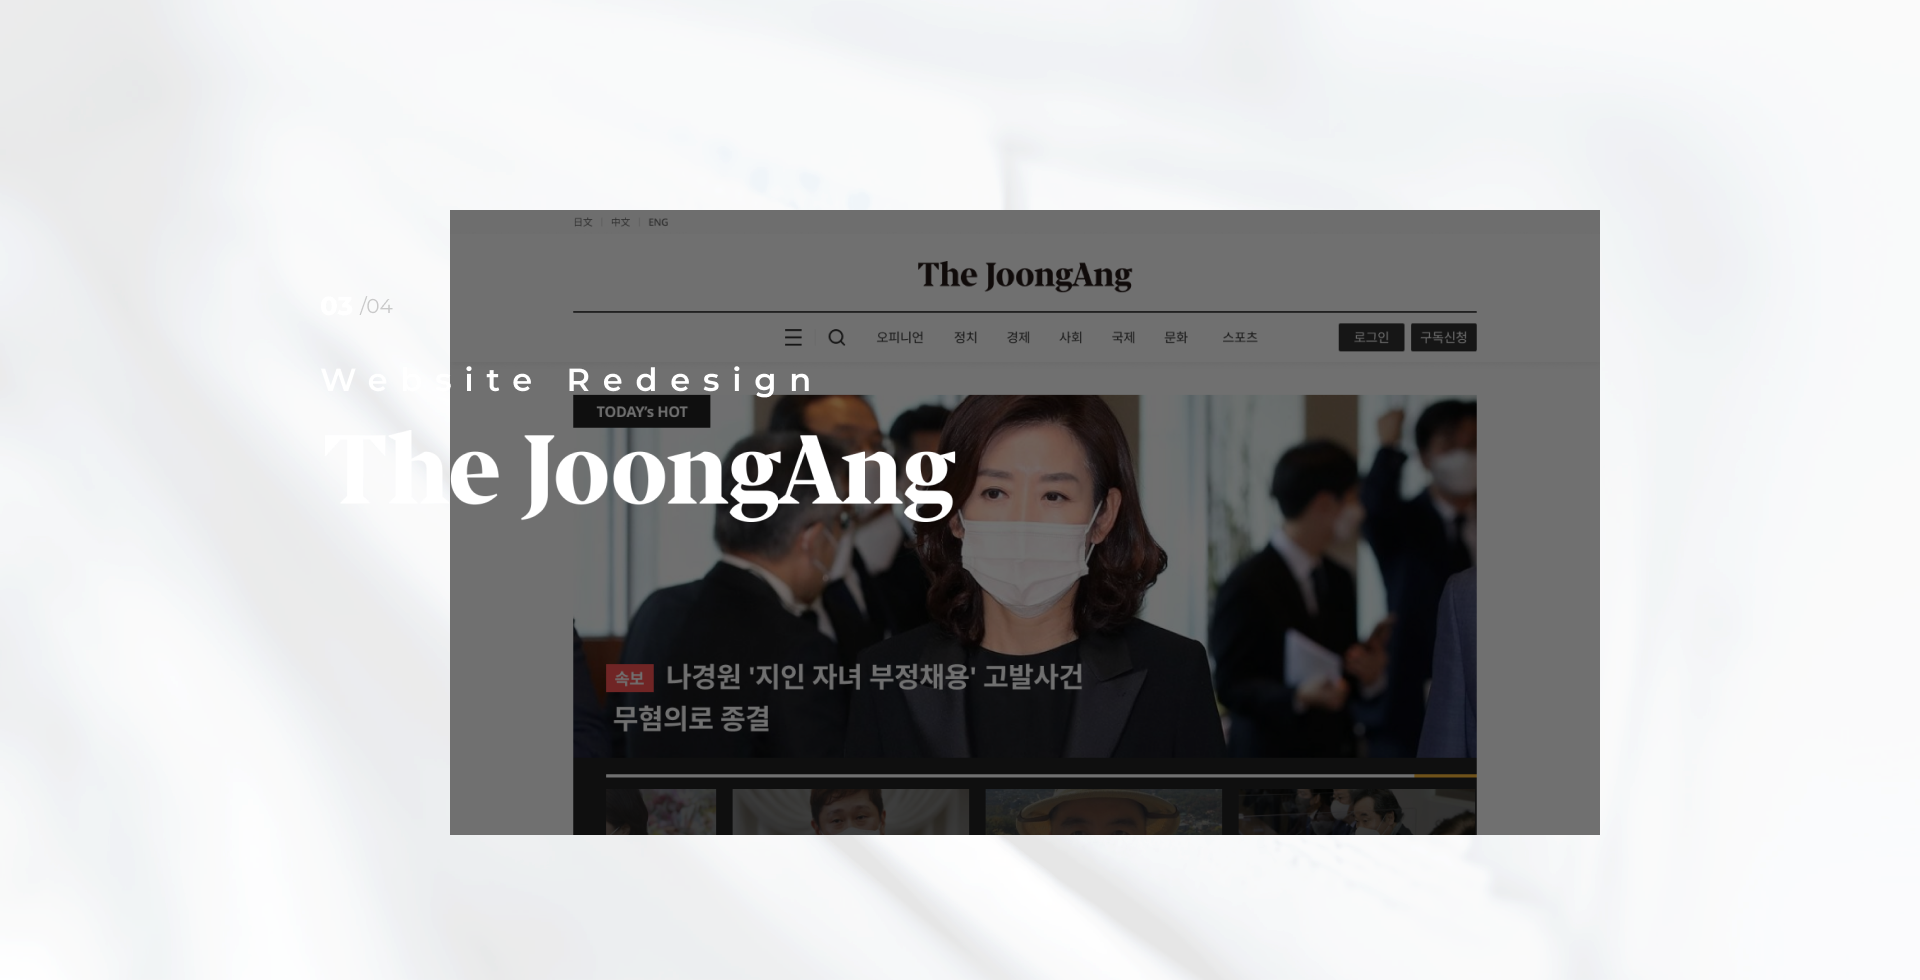 日文 | 中文 | ENG
The JoongAng
03 /04
오피니언 정치 경제 사회 국제 문화 스포츠 로그인 구독신청
Website Redesign
TODAY's HOT
The JoongAng
속보 나경원 '지인 자녀 부정채용' 고발사건
무혐의로 종결